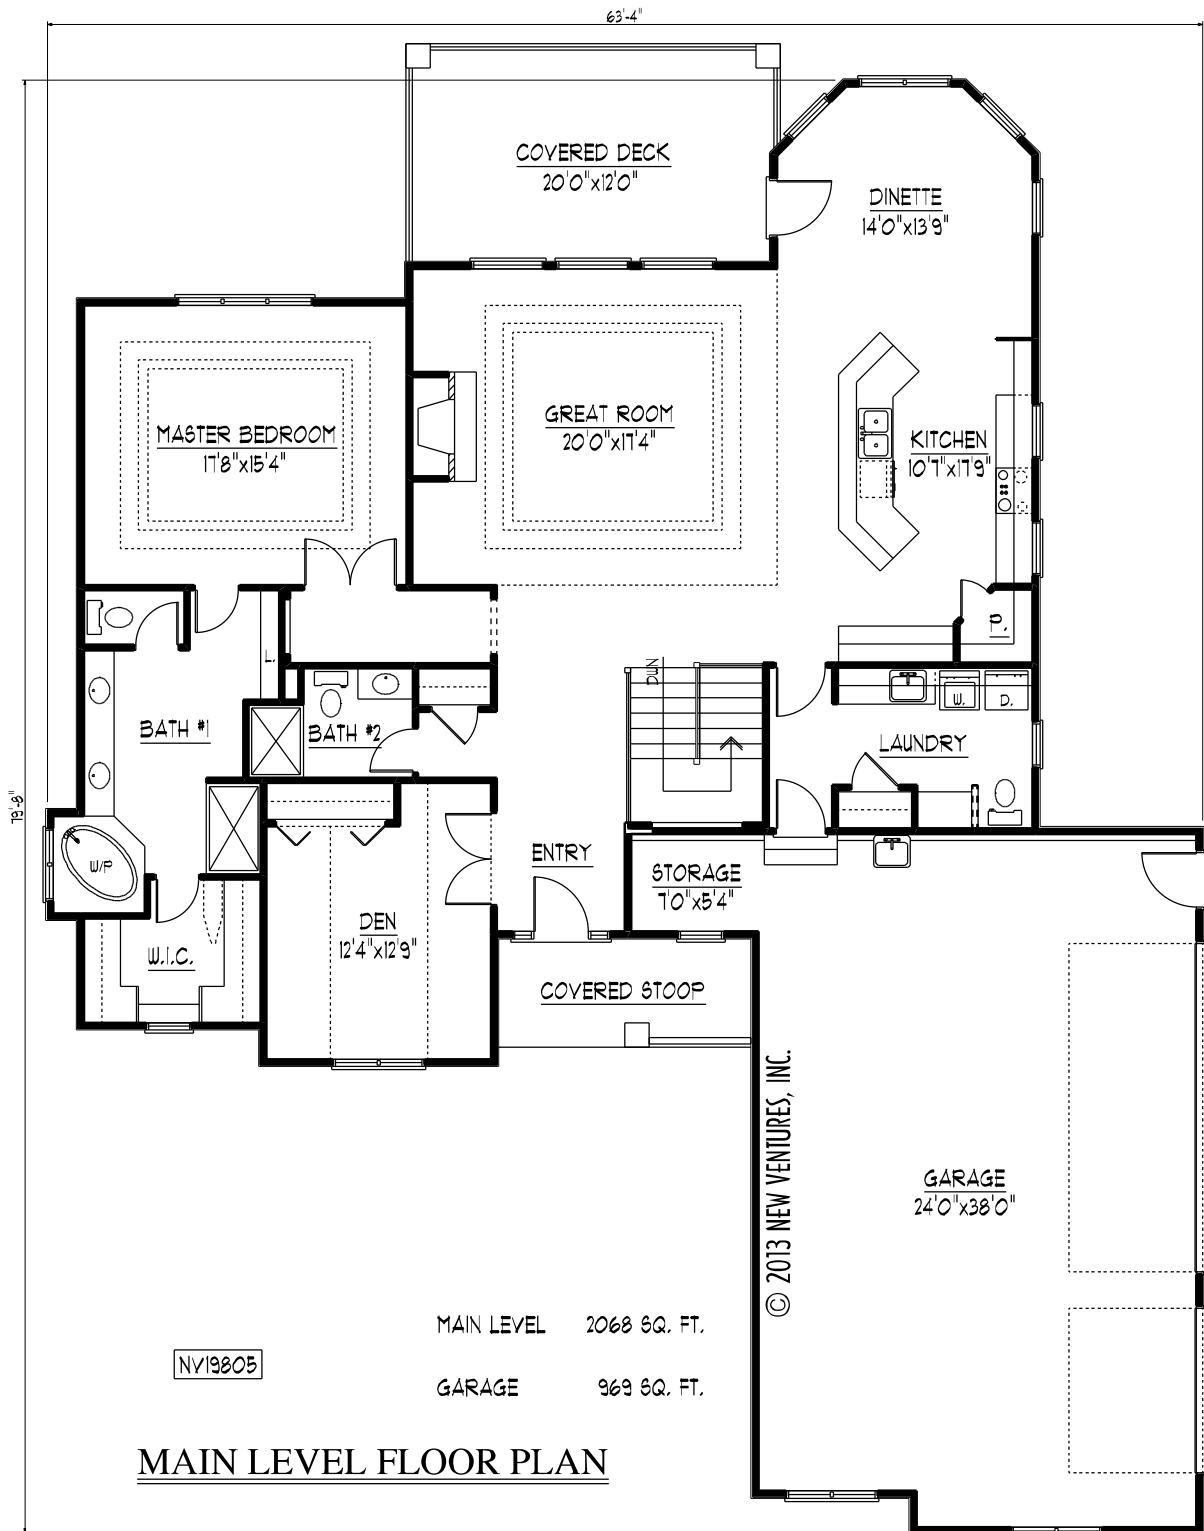 63'-4"
COVERED DECK
20'0"x12'0"
DINETTE
14'0"x13'9"
GREAT ROOM
20'0"x17'4"
MASTER BEDROOM
17'8"x15'4"
KITCHEN
10'7"x17'9"
P.
L.
DWN
BATH #1
BATH #2
W.
D.
LAUNDRY
79'-8"
W/P
ENTRY
STORAGE
7'0"x5'4"
DEN
12'4"x12'9"
W.I.C.
COVERED STOOP
© 2013 NEW VENTURES, INC.
GARAGE
24'0"x38'0"
MAIN LEVEL 2068 SQ. FT.
NV19805
GARAGE 969 SQ. FT.
MAIN LEVEL FLOOR PLAN